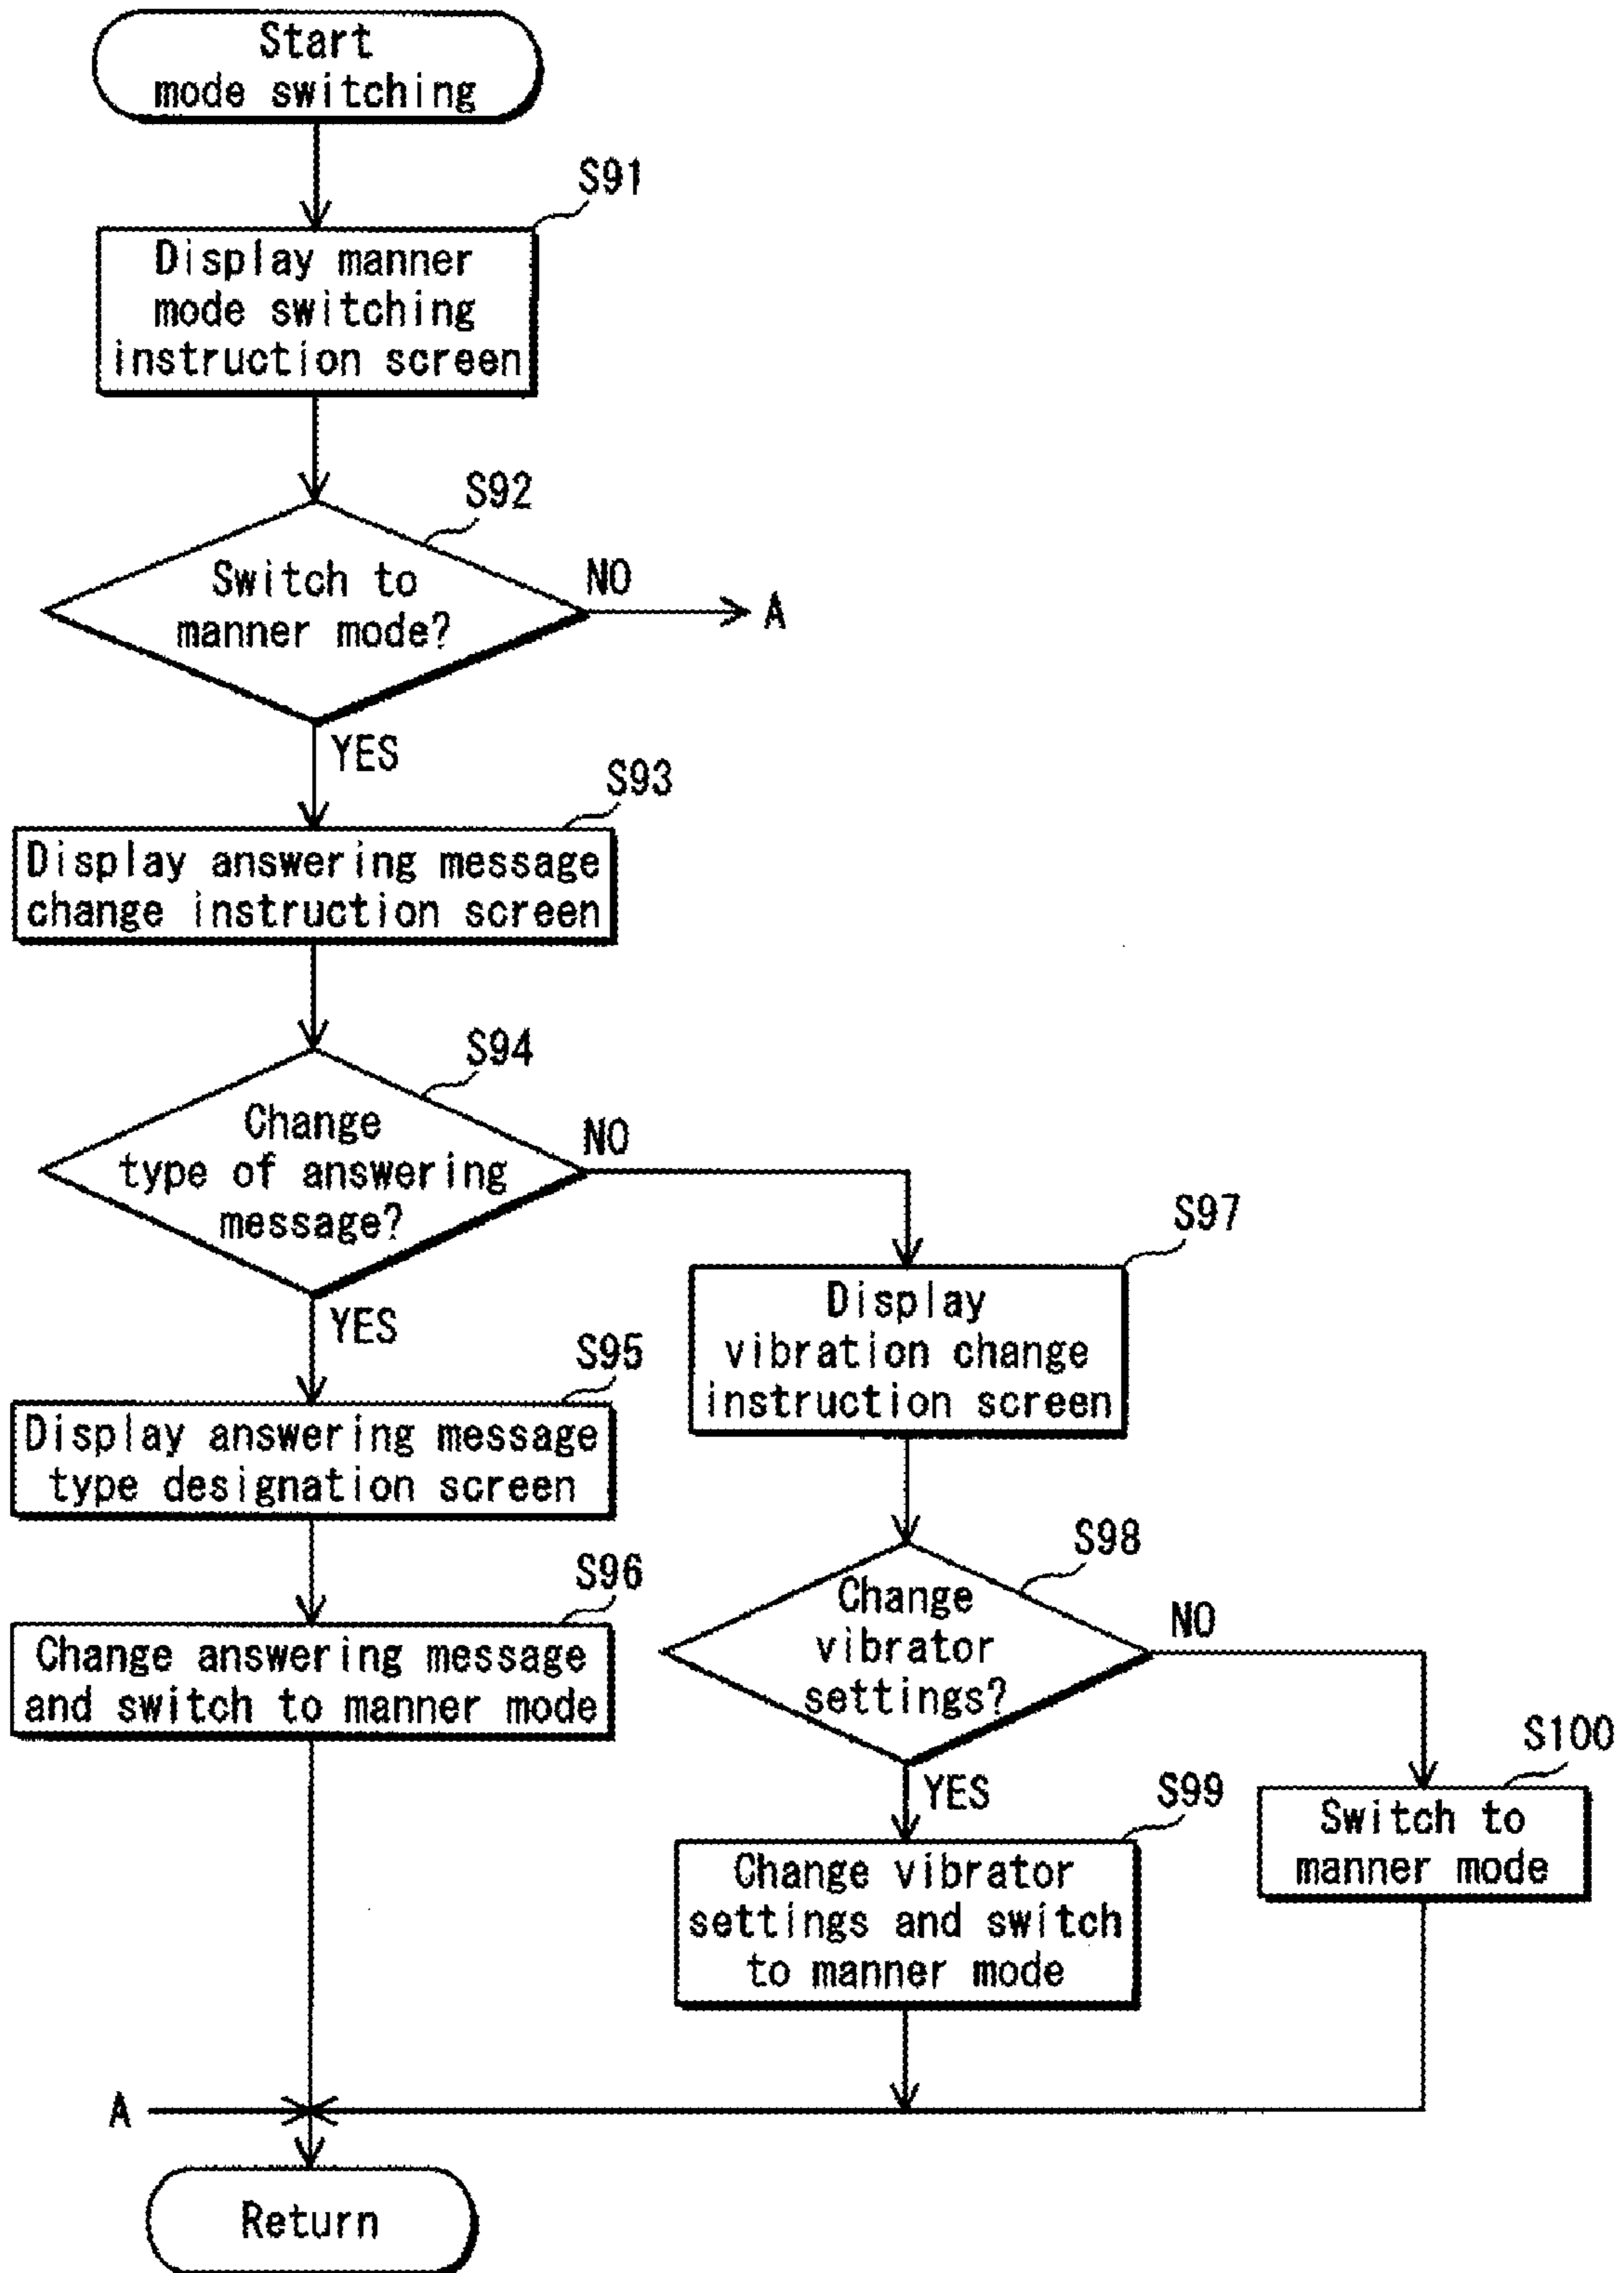 Start
mode switching
S91
Display manner
mode switching
instruction screen
S92
Switch to
manner mode?
NO
A
YES
S93
Display answering message
change instruction screen
S94
Change
type of answering
message?
NO
YES
S95
Display answering message
type designation screen
S96
Change answering message
and switch to manner mode
S97
Display
vibration change
instruction screen
S98
Change
vibrator
settings?
NO
YES
S99
Change vibrator
settings and switch
to manner mode
S100
Switch to
manner mode
A
Return